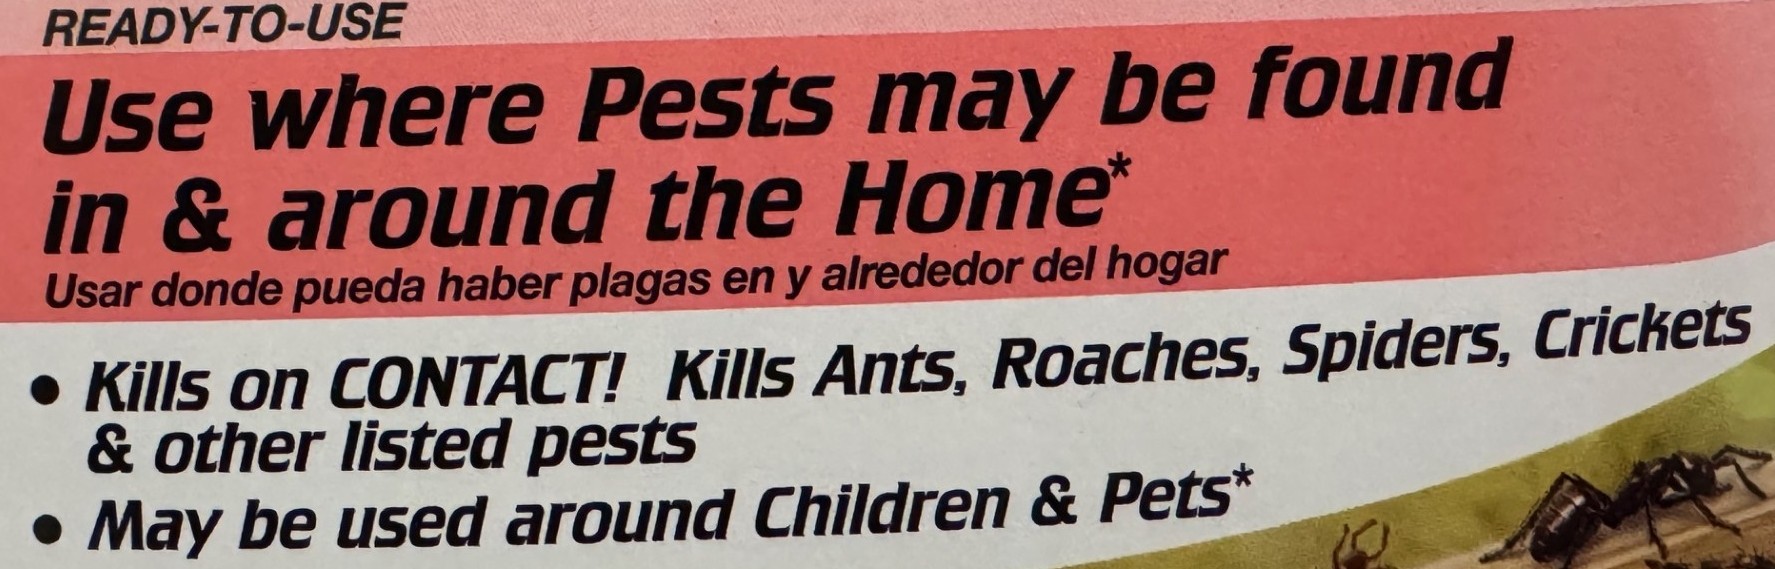 READY-TO-USE
Use where Pests may be found
in & around the Home*
Usar donde pueda haber plagas en y alrededor del hogar
• Kills on CONTACT! Kills Ants, Roaches, Spiders, Crickets
& other listed pests
• May be used around Children & Pets*